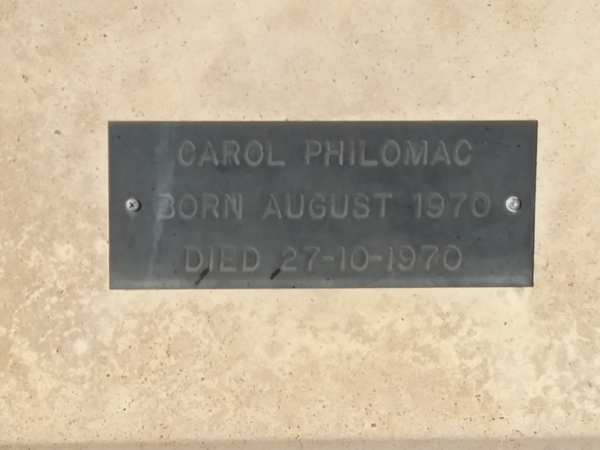 CAROL PHILOMAC
BORN AUGUST 1970
DIED 27-10-1970